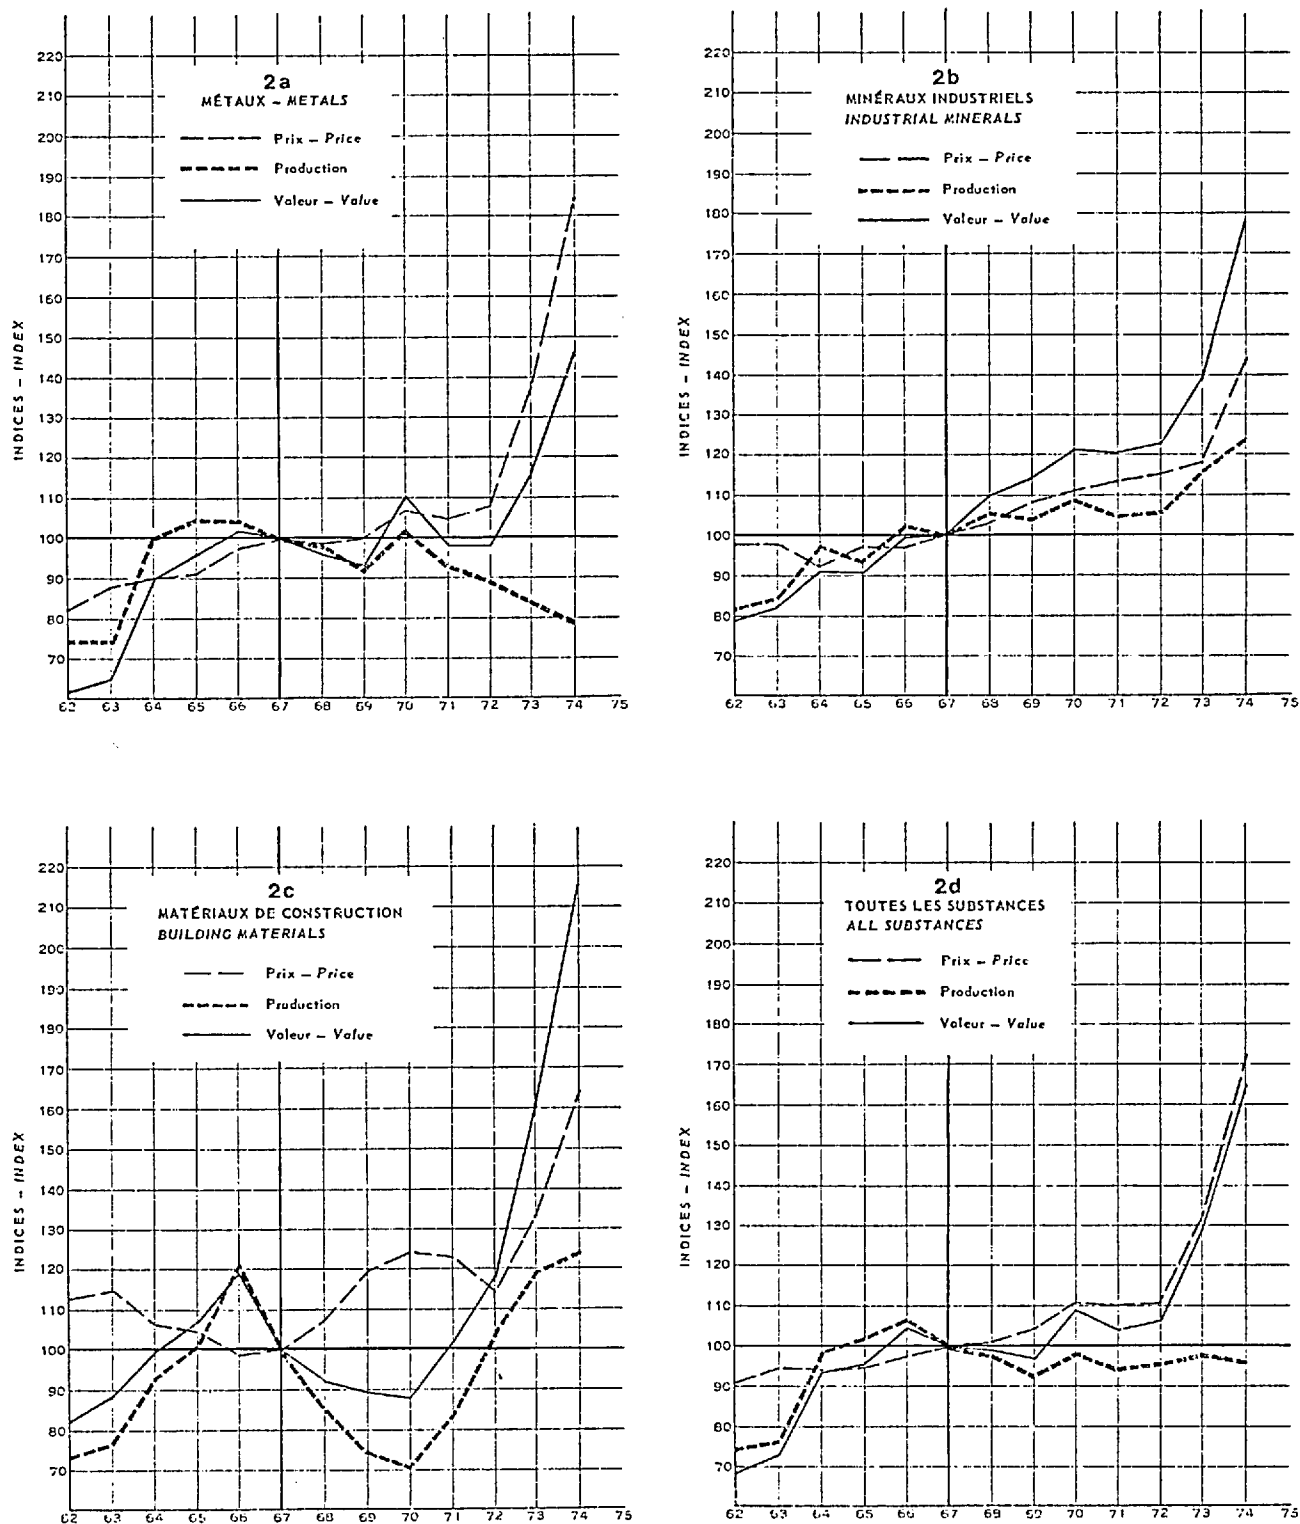 2a
MÉTAUX – METALS
Prix – Price
Production
Valeur – Value
220
210
200
190
180
170
160
150
140
130
120
110
100
90
80
70
INDICES – INDEX
62 63 64 65 66 67 68 69 70 71 72 73 74 75
2b
MINÉRAUX INDUSTRIELS
INDUSTRIAL MINERALS
Prix – Price
Production
Valeur – Value
220
210
200
190
180
170
160
150
140
130
120
110
100
90
80
70
INDICES – INDEX
62 63 64 65 66 67 68 69 70 71 72 73 74 75
2c
MATÉRIAUX DE CONSTRUCTION
BUILDING MATERIALS
Prix – Price
Production
Valeur – Value
220
210
200
190
180
170
160
150
140
130
120
110
100
90
80
70
INDICES – INDEX
62 63 64 65 66 67 68 69 70 71 72 73 74 75
2d
TOUTES LES SUBSTANCES
ALL SUBSTANCES
Prix – Price
Production
Valeur – Value
220
210
200
190
180
170
160
150
140
130
120
110
100
90
80
70
INDICES – INDEX
62 63 64 65 66 67 68 69 70 71 72 73 74 75